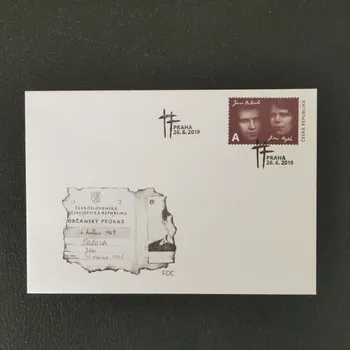 Jan Palach
Jan Zajíc
A
ČESKÁ REPUBLIKA
PRAHA
26. 6. 2019
PRAHA
26. 6. 2019
ČESKOSLOVENSKÁ
SOCIALISTICKÁ REPUBLIKA
OBČANSKÝ PRŮKAZ
Palach
Jan
FDC